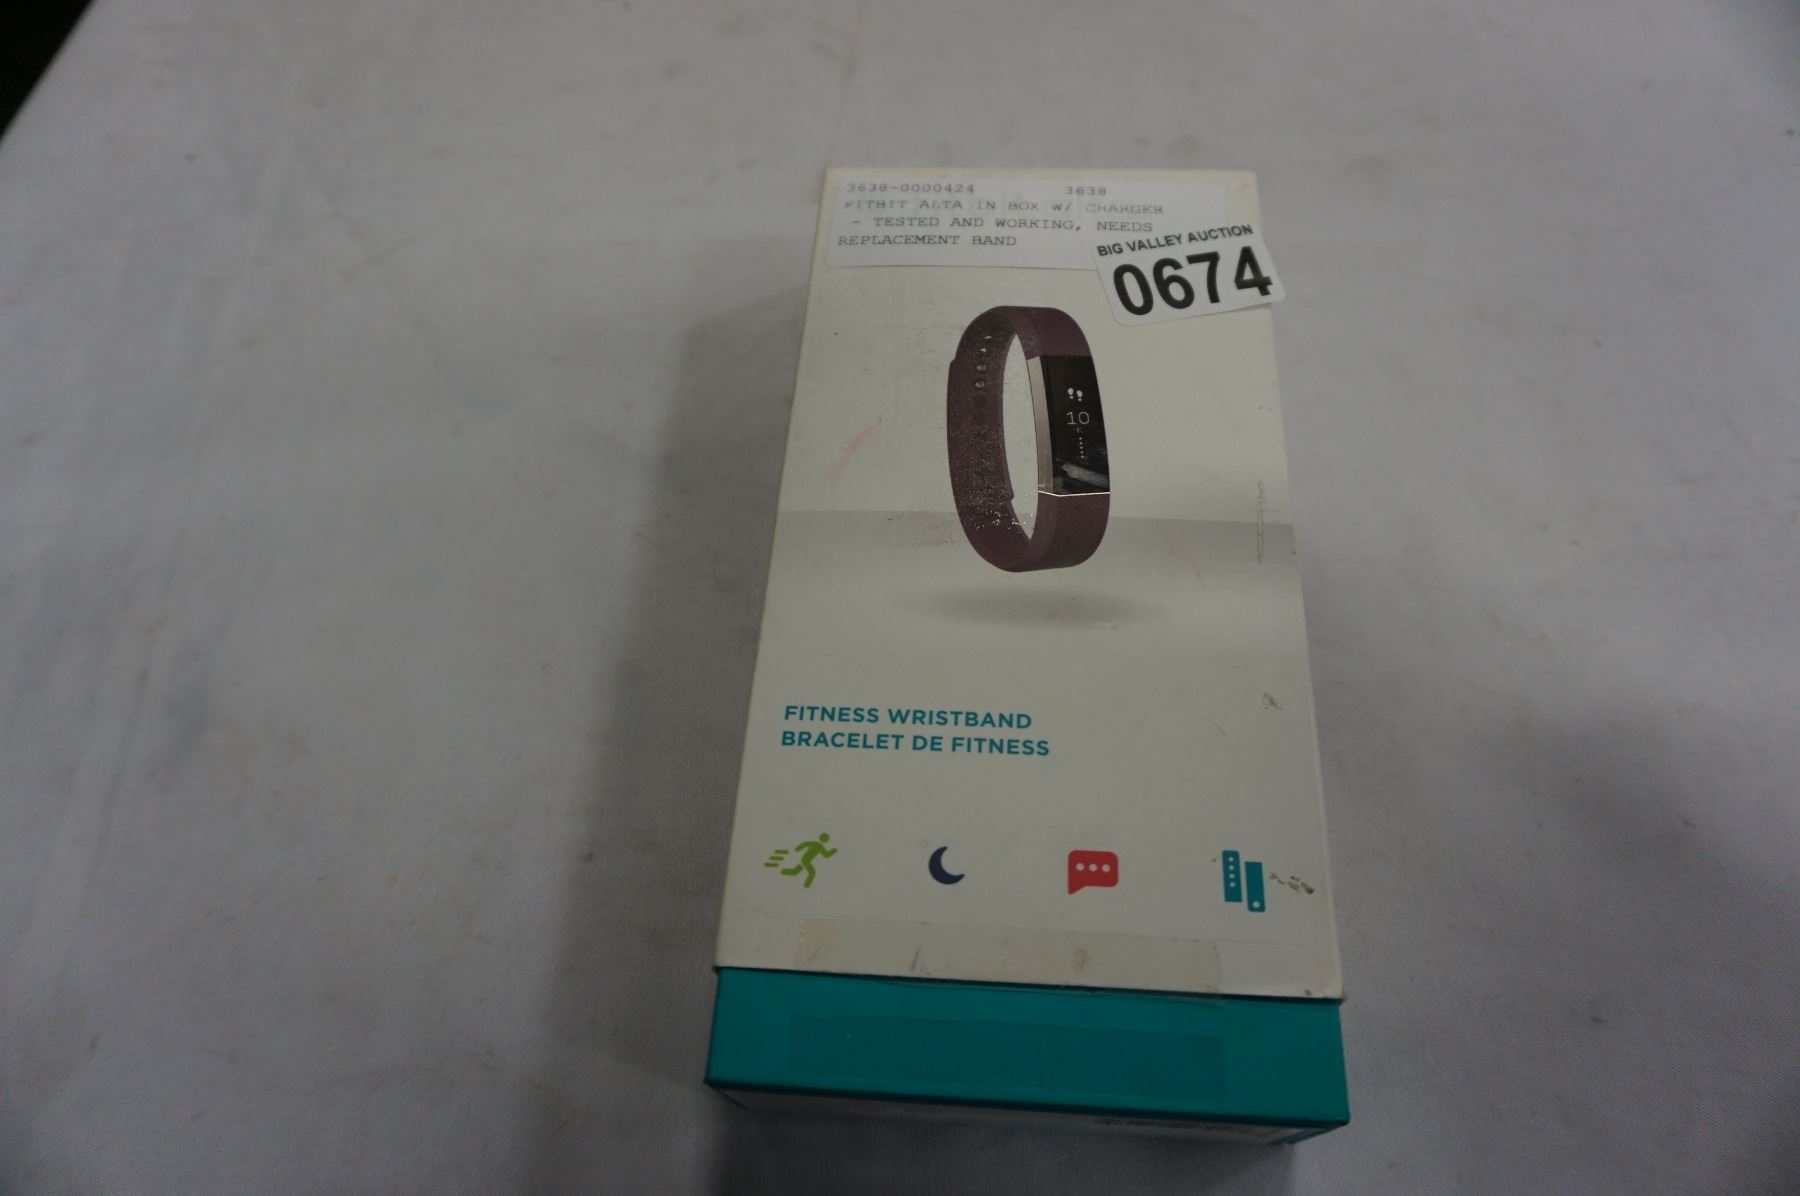 3638-0000424 3638
FITBIT ALTA IN BOX W/ CHARGER
- TESTED AND WORKING, NEEDS
REPLACEMENT BAND
BIG VALLEY AUCTION
0674
10
FITNESS WRISTBAND
BRACELET DE FITNESS